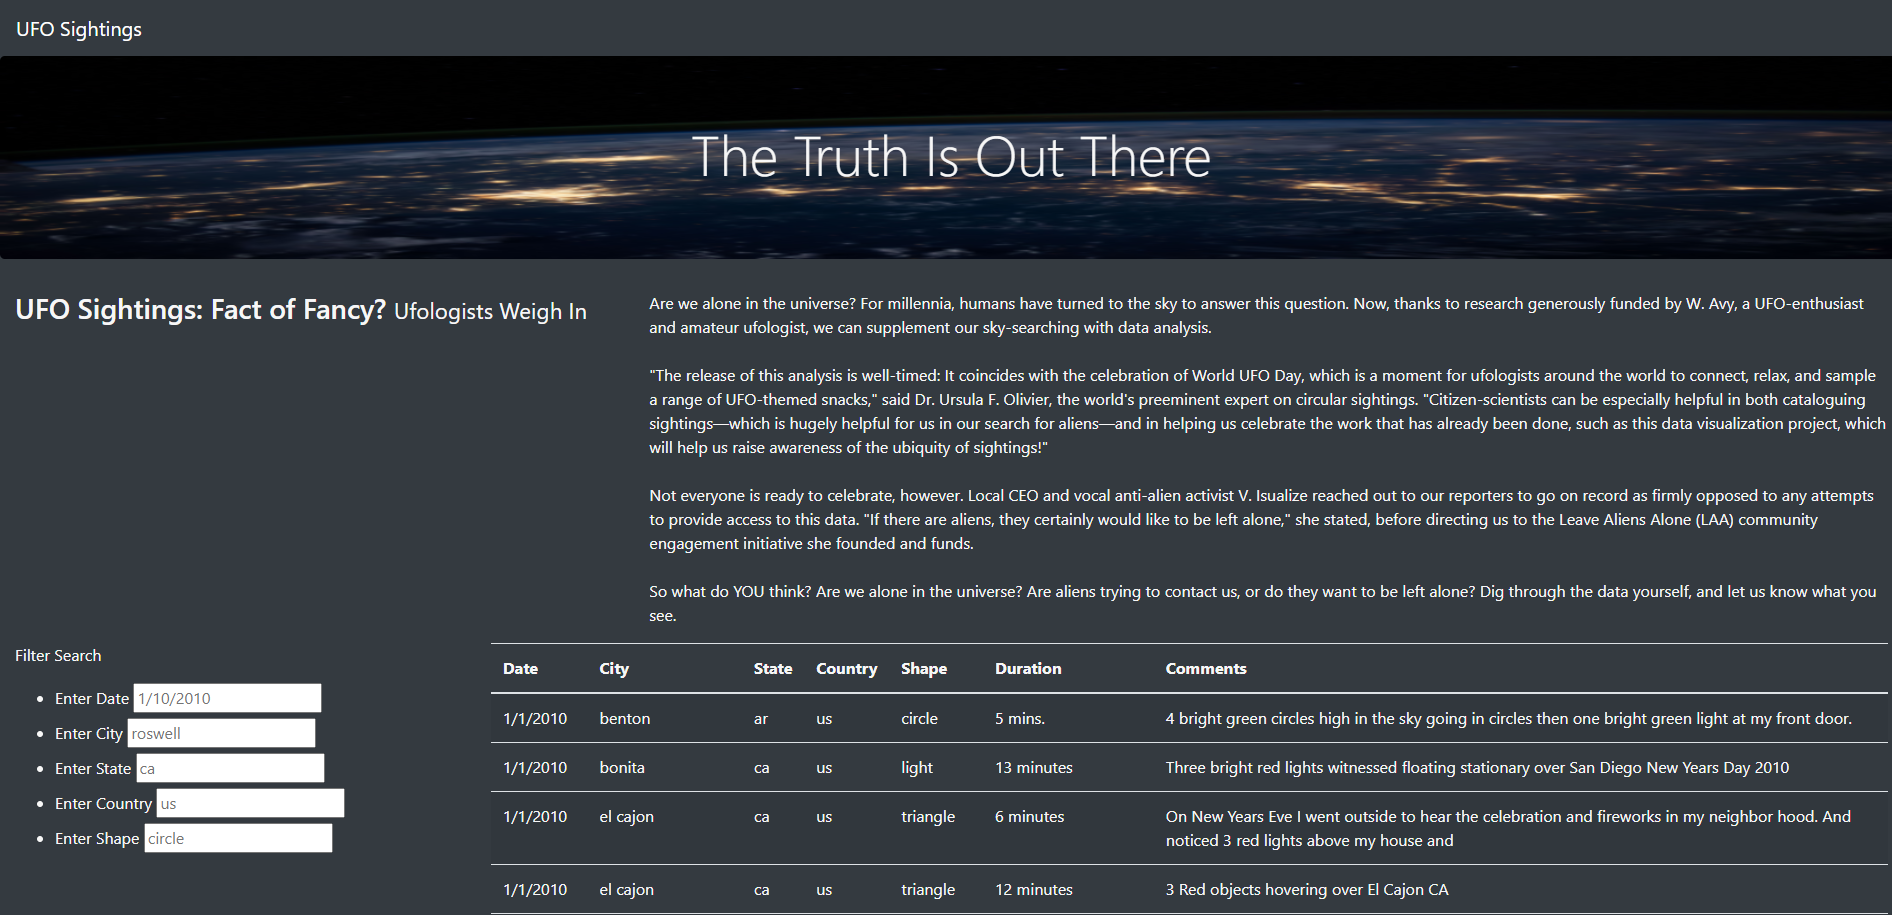 UFO Sightings
The Truth Is Out There
UFO Sightings: Fact of Fancy? Ufologists Weigh In
Are we alone in the universe? For millennia, humans have turned to the sky to answer this question. Now, thanks to research generously funded by W. Avy, a UFO-enthusiast
and amateur ufologist, we can supplement our sky-searching with data analysis.
"The release of this analysis is well-timed: It coincides with the celebration of World UFO Day, which is a moment for ufologists around the world to connect, relax, and sample
a range of UFO-themed snacks," said Dr. Ursula F. Olivier, the world's preeminent expert on circular sightings. "Citizen-scientists can be especially helpful in both cataloguing
sightings—which is hugely helpful for us in our search for aliens—and in helping us celebrate the work that has already been done, such as this data visualization project, which
will help us raise awareness of the ubiquity of sightings!"
Not everyone is ready to celebrate, however. Local CEO and vocal anti-alien activist V. Isualize reached out to our reporters to go on record as firmly opposed to any attempts
to provide access to this data. "If there are aliens, they certainly would like to be left alone," she stated, before directing us to the Leave Aliens Alone (LAA) community
engagement initiative she founded and funds.
So what do YOU think? Are we alone in the universe? Are aliens trying to contact us, or do they want to be left alone? Dig through the data yourself, and let us know what you
see.
Filter Search
• Enter Date 1/10/2010
• Enter City roswell
• Enter State ca
• Enter Country us
• Enter Shape circle
Date City State Country Shape Duration Comments
1/1/2010 benton ar us circle 5 mins. 4 bright green circles high in the sky going in circles then one bright green light at my front door.
1/1/2010 bonita ca us light 13 minutes Three bright red lights witnessed floating stationary over San Diego New Years Day 2010
1/1/2010 el cajon ca us triangle 6 minutes On New Years Eve I went outside to hear the celebration and fireworks in my neighbor hood. And
noticed 3 red lights above my house and
1/1/2010 el cajon ca us triangle 12 minutes 3 Red objects hovering over El Cajon CA